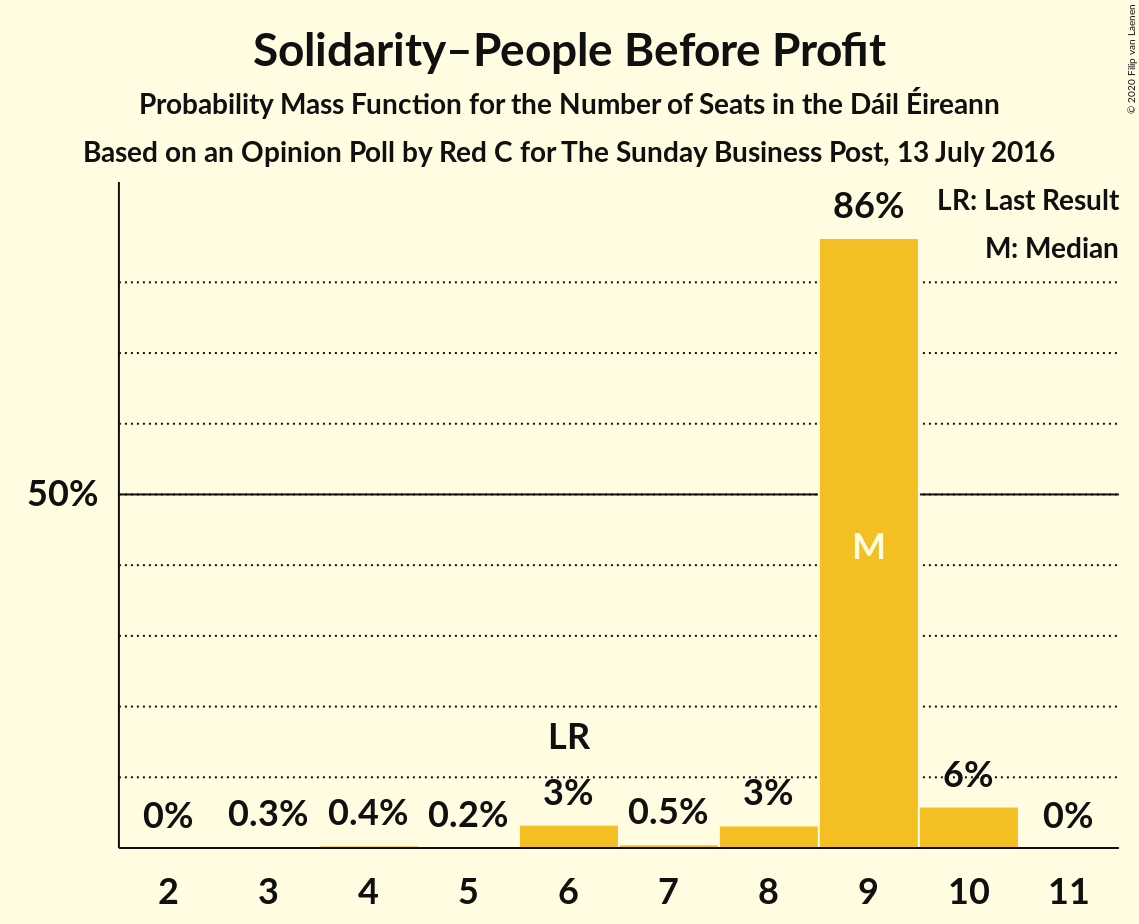 Solidarity–People Before Profit
Probability Mass Function for the Number of Seats in the Dáil Éireann
Based on an Opinion Poll by Red C for The Sunday Business Post, 13 July 2016
© 2020 Filip van Laenen
LR: Last Result
M: Median
86%
50%
M
LR
0% 0.3% 0.4% 0.2% 3% 0.5% 3% 6% 0%
2 3 4 5 6 7 8 9 10 11